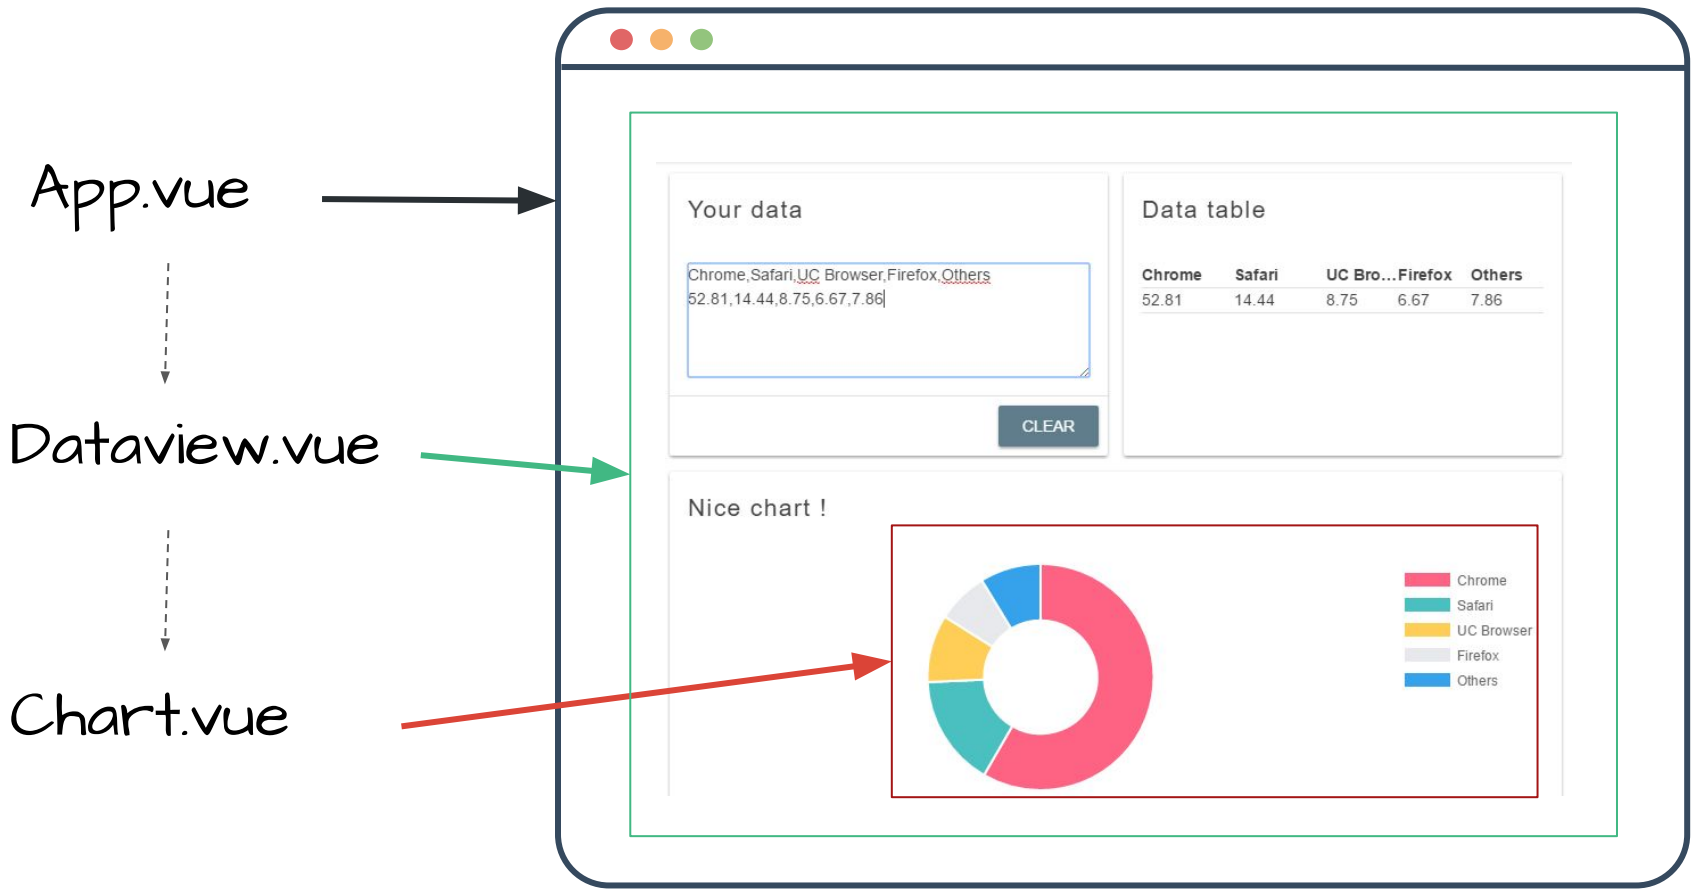 App.vue
Dataview.vue
Chart.vue
Your data
Chrome,Safari,UC Browser,Firefox,Others
52.81,14.44,8.75,6.67,7.86
CLEAR
Data table
Chrome Safari UC Bro... Firefox Others
52.81 14.44 8.75 6.67 7.86
Nice chart !
Chrome
Safari
UC Browser
Firefox
Others